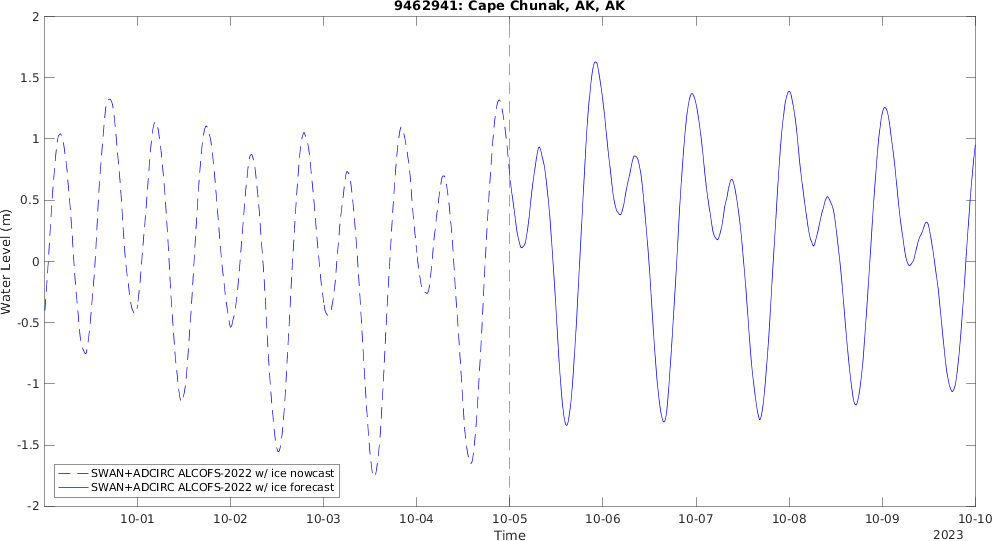 9462941: Cape Chunak, AK, AK
2
1.5
1
0.5
0
-0.5
-1
-1.5
-2
Water Level (m)
SWAN+ADCIRC ALCOFS-2022 w/ ice nowcast
SWAN+ADCIRC ALCOFS-2022 w/ ice forecast
10-01 10-02 10-03 10-04 10-05 10-06 10-07 10-08 10-09 10-10
Time
2023